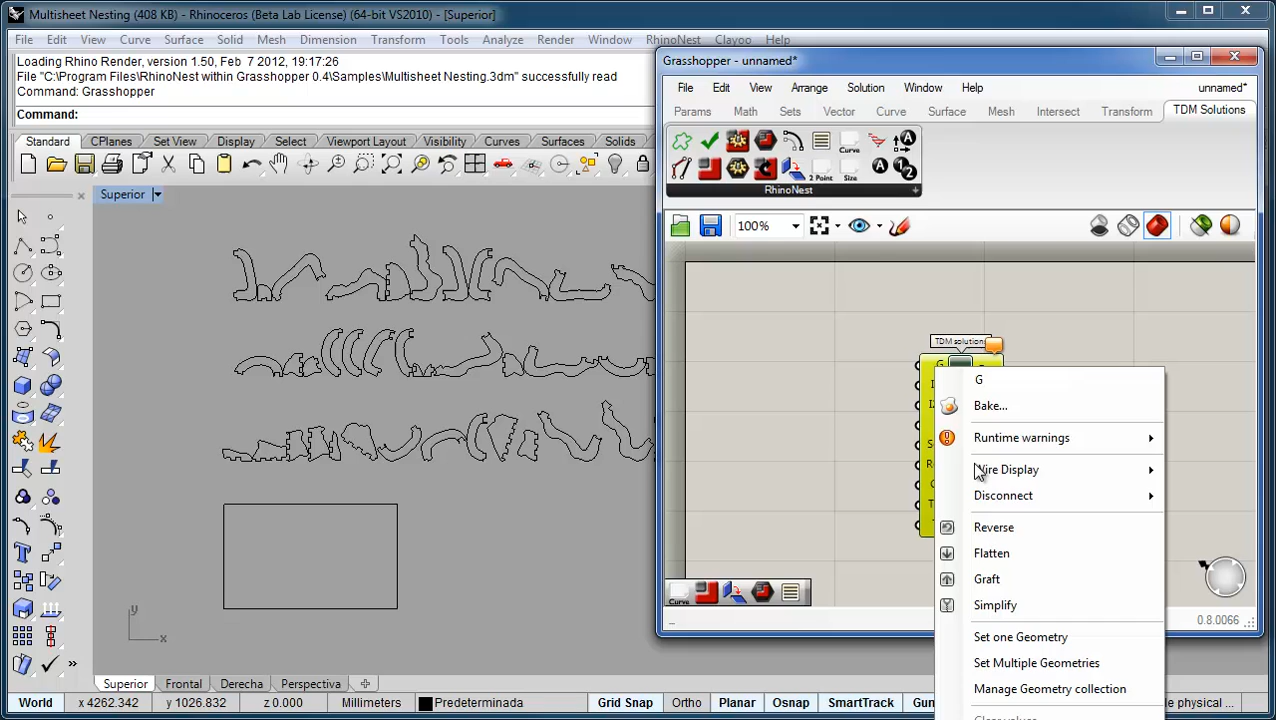 Multisheet Nesting (408 KB) - Rhinoceros (Beta Lab License) (64-bit VS2010) - [Superior]
File Edit View Curve Surface Solid Mesh Dimension Transform Tools Analyze Render Window RhinoNest Clayoo Help
Loading Rhino Render, version 1.50, Feb 7 2012, 19:17:26
File "C:\Program Files\RhinoNest within Grasshopper 0.4\Samples\Multisheet Nesting.3dm" successfully read
Command: Grasshopper
Command:
Standard CPlanes Set View Display Select Viewport Layout Visibility Curves Surfaces Solids
Superior
Grasshopper - unnamed*
File Edit View Arrange Solution Window Help unnamed*
Params Math Sets Vector Curve Surface Mesh Intersect Transform TDM Solutions
Curve
2 Point Size
RhinoNest
100%
TDM solutions
G
G
Bake...
Runtime warnings
Wire Display
Disconnect
Reverse
Flatten
Graft
Simplify
Set one Geometry
Set Multiple Geometries
Manage Geometry collection
Curve
0.8.0066
y
x
Superior Frontal Derecha Perspectiva
World x 4262.342 y 1026.832 z 0.000 Millimeters Predeterminada Grid Snap Ortho Planar Osnap SmartTrack Gum
le physical ...